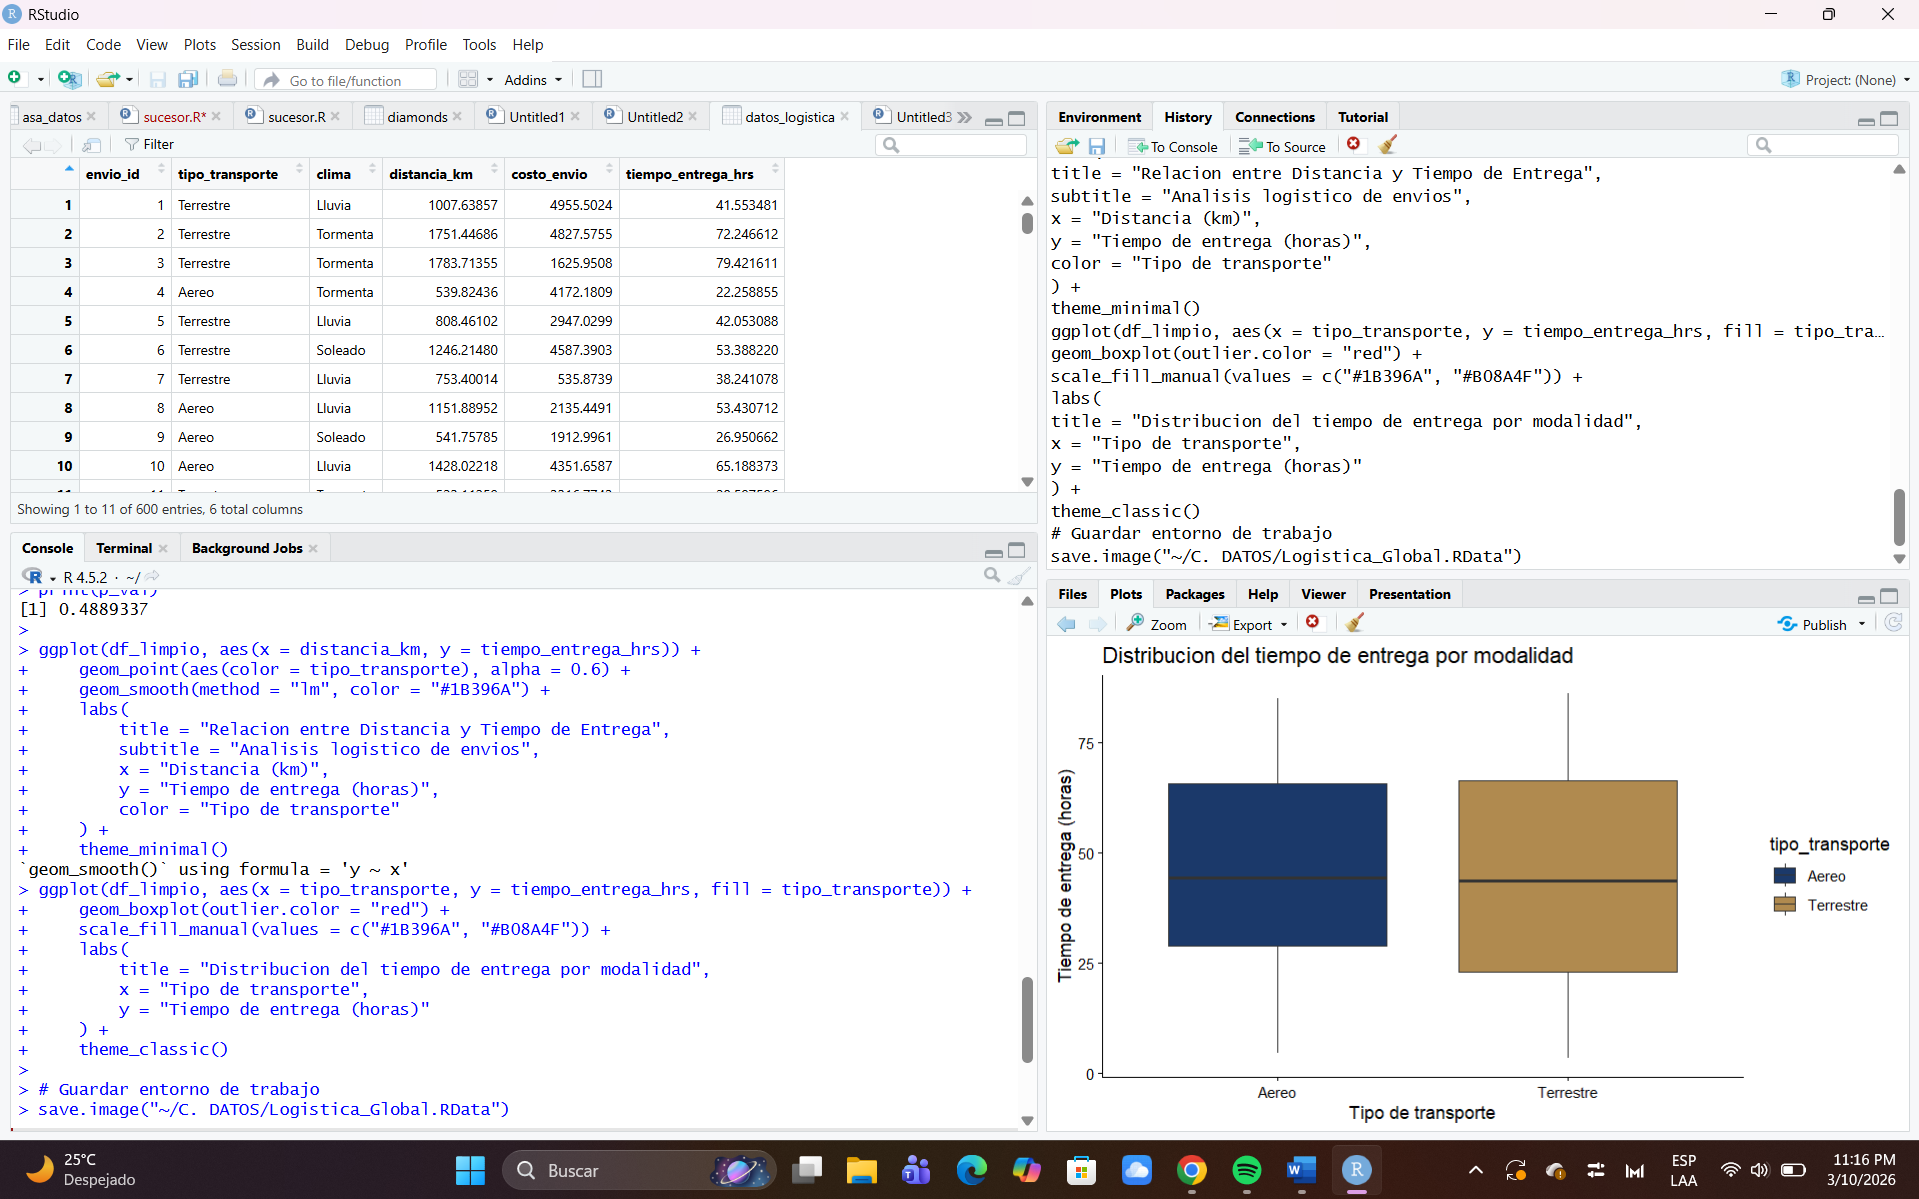 RStudio
File Edit Code View Plots Session Build Debug Profile Tools Help
Go to file/function Addins Project: (None)
asa_datos sucesor.R* sucesor.R diamonds Untitled1 Untitled2 datos_logistica Untitled3
Filter
envio_id tipo_transporte clima distancia_km costo_envio tiempo_entrega_hrs
1 1 Terrestre Lluvia 1007.63857 4955.5024 41.553481
2 2 Terrestre Tormenta 1751.44686 4827.5755 72.246612
3 3 Terrestre Tormenta 1783.71355 1625.9508 79.421611
4 4 Aereo Tormenta 539.82436 4172.1809 22.258855
5 5 Terrestre Lluvia 808.46102 2947.0299 42.053088
6 6 Terrestre Soleado 1246.21480 4587.3903 53.388220
7 7 Terrestre Lluvia 753.40014 535.8739 38.241078
8 8 Aereo Lluvia 1151.88952 2135.4491 53.430712
9 9 Aereo Soleado 541.75785 1912.9961 26.950662
10 10 Aereo Lluvia 1428.02218 4351.6587 65.188373
Showing 1 to 11 of 600 entries, 6 total columns
Console Terminal Background Jobs
R 4.5.2 · ~/
> print(p_val)
[1] 0.4889337
>
> ggplot(df_limpio, aes(x = distancia_km, y = tiempo_entrega_hrs)) +
+ geom_point(aes(color = tipo_transporte), alpha = 0.6) +
+ geom_smooth(method = "lm", color = "#1B396A") +
+ labs(
+ title = "Relacion entre Distancia y Tiempo de Entrega",
+ subtitle = "Analisis logistico de envios",
+ x = "Distancia (km)",
+ y = "Tiempo de entrega (horas)",
+ color = "Tipo de transporte"
+ ) +
+ theme_minimal()
`geom_smooth()` using formula = 'y ~ x'
> ggplot(df_limpio, aes(x = tipo_transporte, y = tiempo_entrega_hrs, fill = tipo_transporte)) +
+ geom_boxplot(outlier.color = "red") +
+ scale_fill_manual(values = c("#1B396A", "#B08A4F")) +
+ labs(
+ title = "Distribucion del tiempo de entrega por modalidad",
+ x = "Tipo de transporte",
+ y = "Tiempo de entrega (horas)"
+ ) +
+ theme_classic()
>
> # Guardar entorno de trabajo
> save.image("~/C. DATOS/Logistica_Global.RData")
Environment History Connections Tutorial
To Console To Source
title = "Relacion entre Distancia y Tiempo de Entrega",
subtitle = "Analisis logistico de envios",
x = "Distancia (km)",
y = "Tiempo de entrega (horas)",
color = "Tipo de transporte"
) +
theme_minimal()
ggplot(df_limpio, aes(x = tipo_transporte, y = tiempo_entrega_hrs, fill = tipo_tra…
geom_boxplot(outlier.color = "red") +
scale_fill_manual(values = c("#1B396A", "#B08A4F")) +
labs(
title = "Distribucion del tiempo de entrega por modalidad",
x = "Tipo de transporte",
y = "Tiempo de entrega (horas)"
) +
theme_classic()
# Guardar entorno de trabajo
save.image("~/C. DATOS/Logistica_Global.RData")
Files Plots Packages Help Viewer Presentation
Zoom Export Publish
Distribucion del tiempo de entrega por modalidad
Tiempo de entrega (horas)
75
50
25
0
Aereo Terrestre
Tipo de transporte
tipo_transporte
Aereo
Terrestre
25°C
Despejado
Buscar
ESP
LAA
11:16 PM
3/10/2026